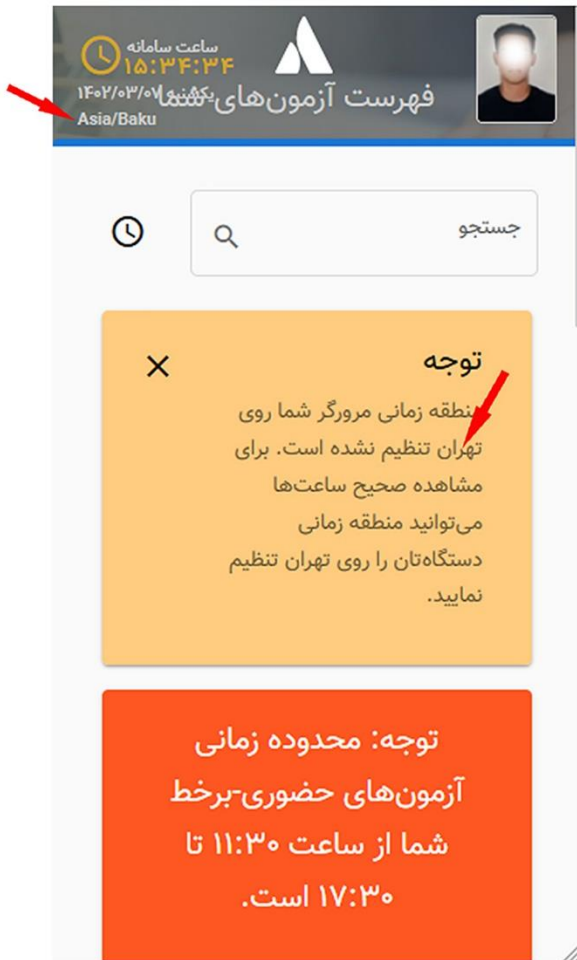 ساعت سامانه
۱۵:۳۴:۳۴
یکشنبه ۱۴۰۲/۰۳/۰۷
Asia/Baku
فهرست آزمون‌های شما
جستجو
توجه
منطقه زمانی مرورگر شما روی
تهران تنظیم نشده است. برای
مشاهده صحیح ساعت‌ها
می‌توانید منطقه زمانی
دستگاه‌تان را روی تهران تنظیم
نمایید.
توجه: محدوده زمانی
آزمون‌های حضوری-برخط
شما از ساعت ۱۱:۳۰ تا
۱۷:۳۰ است.